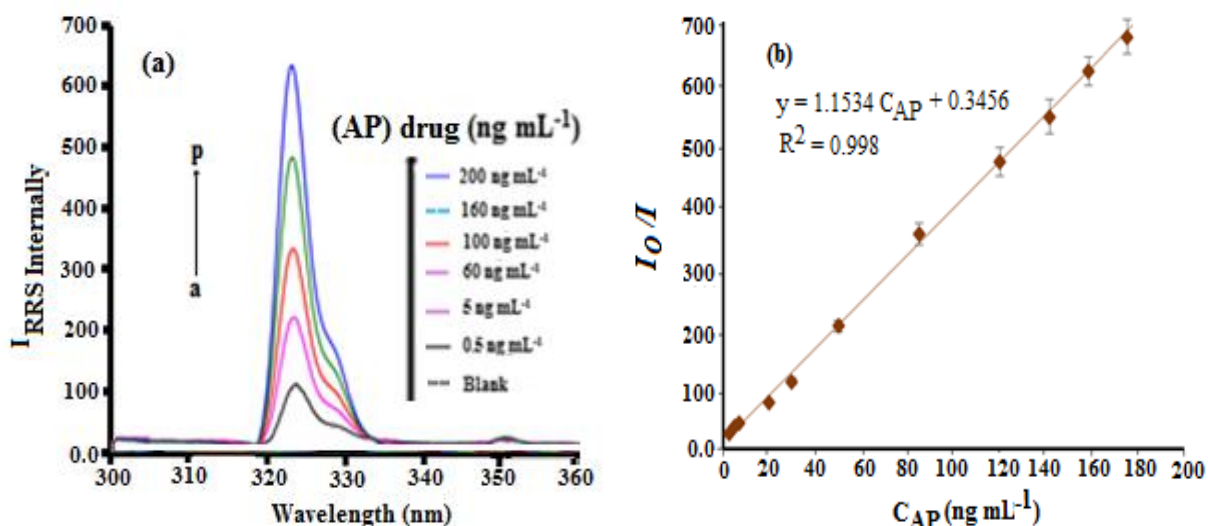 (a)
700
600
500
400
300
200
100
0.0
300
310
320
330
340
350
360
I RRS Internally
Wavelength (nm)
p
a
(AP) drug (ng mL-1)
200 ng mL-1
160 ng mL-1
100 ng mL-1
60 ng mL-1
5 ng mL-1
0.5 ng mL-1
Blank
(b)
y = 1.1534 CAP + 0.3456
R2 = 0.998
700
600
500
400
300
200
100
0.0
0
20
40
60
80
100
120
140
160
180
200
IO /I
CAP (ng mL-1)